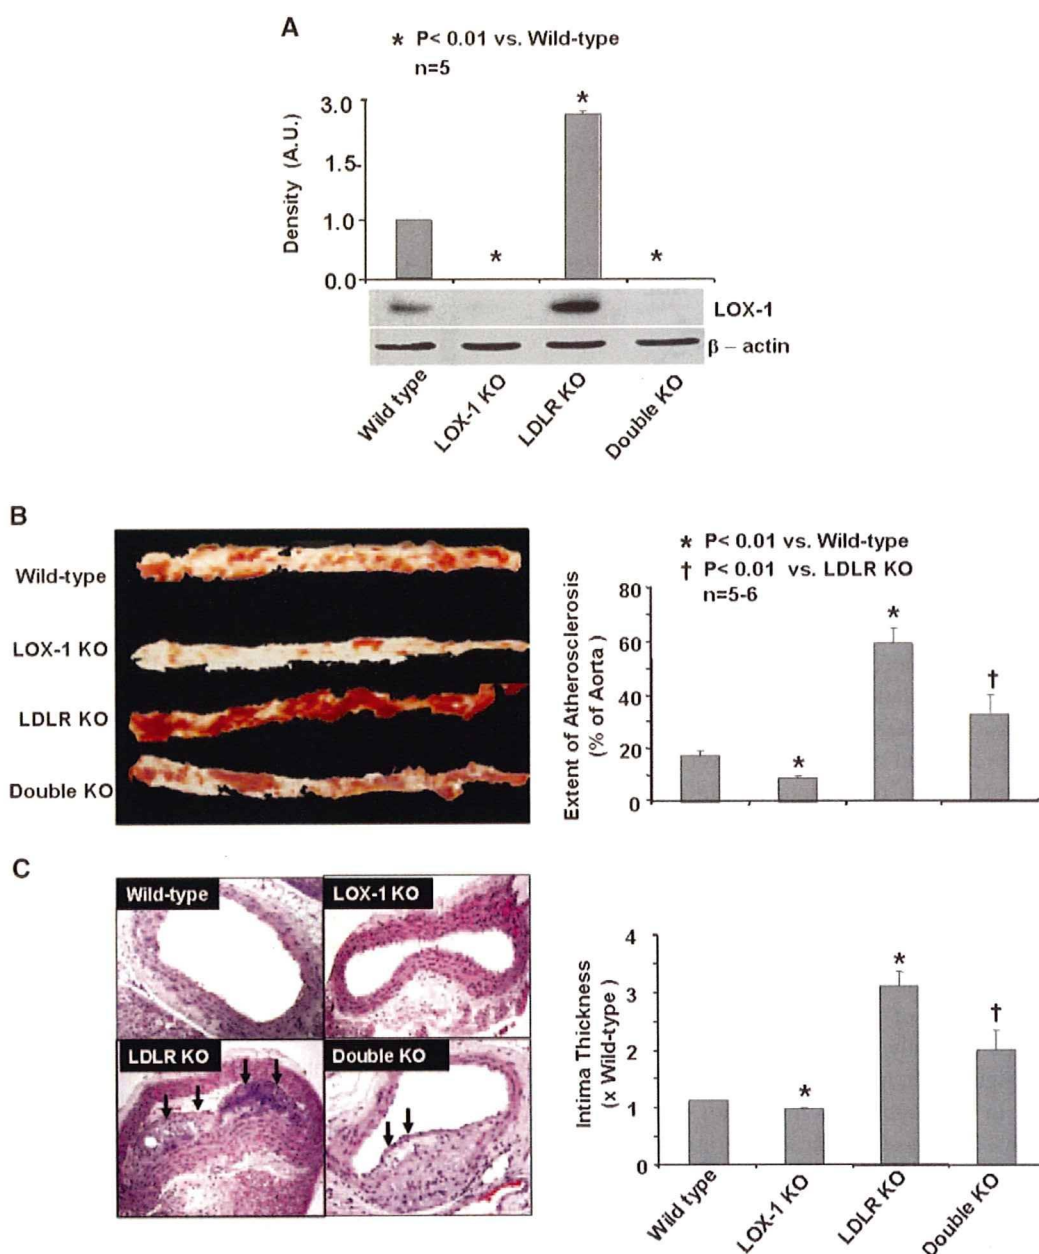 A
* P< 0.01 vs. Wild-type
n=5
Density (A.U.)
3.0
1.5
1.0
0.0
*
*
*
LOX-1
β – actin
Wild type
LOX-1 KO
LDLR KO
Double KO
B
Wild-type
LOX-1 KO
LDLR KO
Double KO
* P< 0.01 vs. Wild-type
† P< 0.01 vs. LDLR KO
n=5-6
Extent of Atherosclerosis
(% of Aorta)
80
60
40
20
0
*
*
†
C
Wild-type
LOX-1 KO
LDLR KO
Double KO
Intima Thickness
(x Wild-type )
4
3
2
1
0
*
*
†
Wild type
LOX-1 KO
LDLR KO
Double KO